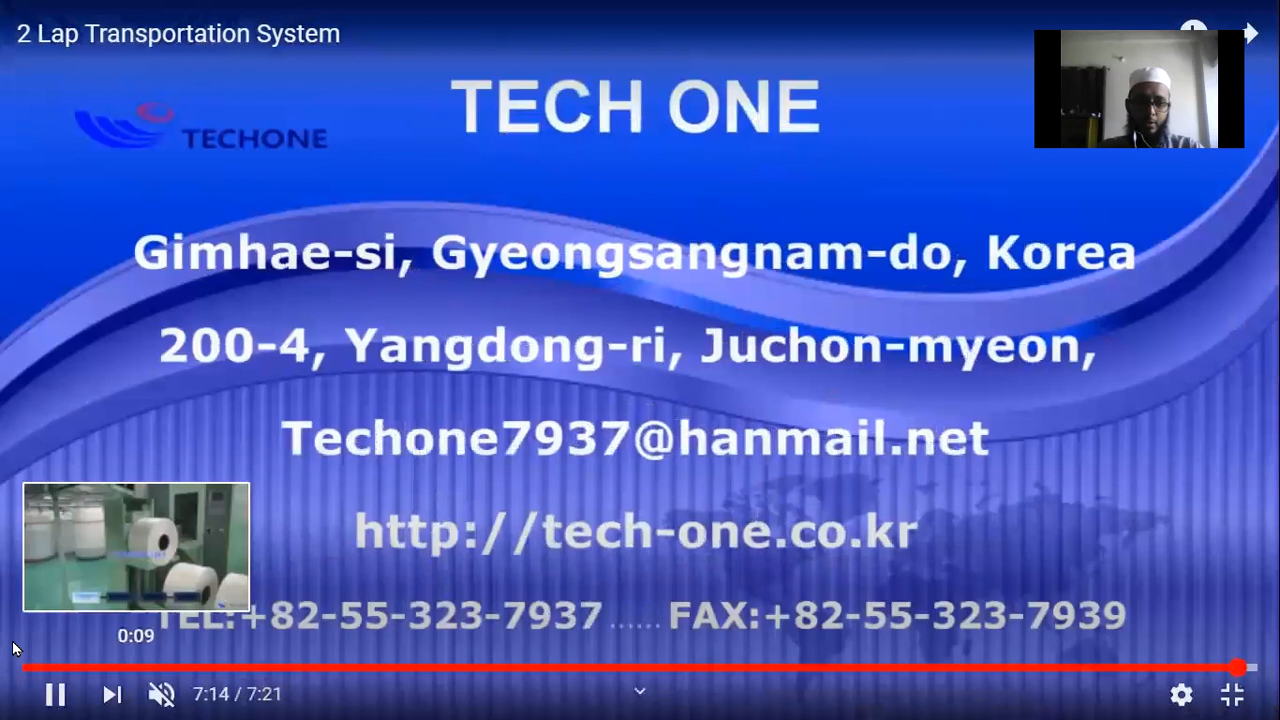 2 Lap Transportation System
TECH ONE
TECHONE
Gimhae-si, Gyeongsangnam-do, Korea
200-4, Yangdong-ri, Juchon-myeon,
Techone7937@hanmail.net
http://tech-one.co.kr
TEL:+82-55-323-7937 ...... FAX:+82-55-323-7939
0:09
7:14 / 7:21